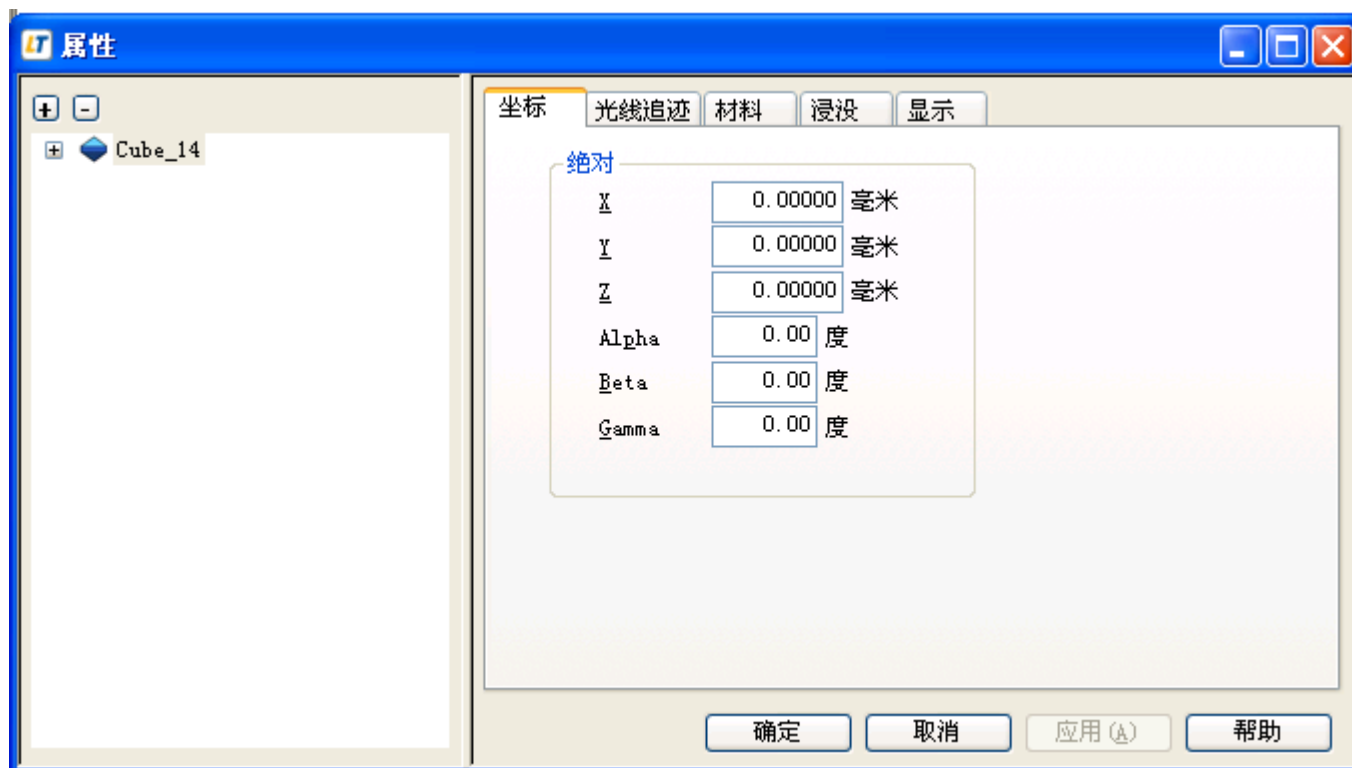 LT 属性
+ -
+ Cube_14
坐标 光线追迹 材料 浸没 显示
绝对
X 0.00000 毫米
Y 0.00000 毫米
Z 0.00000 毫米
Alpha 0.00 度
Beta 0.00 度
Gamma 0.00 度
确定 取消 应用(A) 帮助